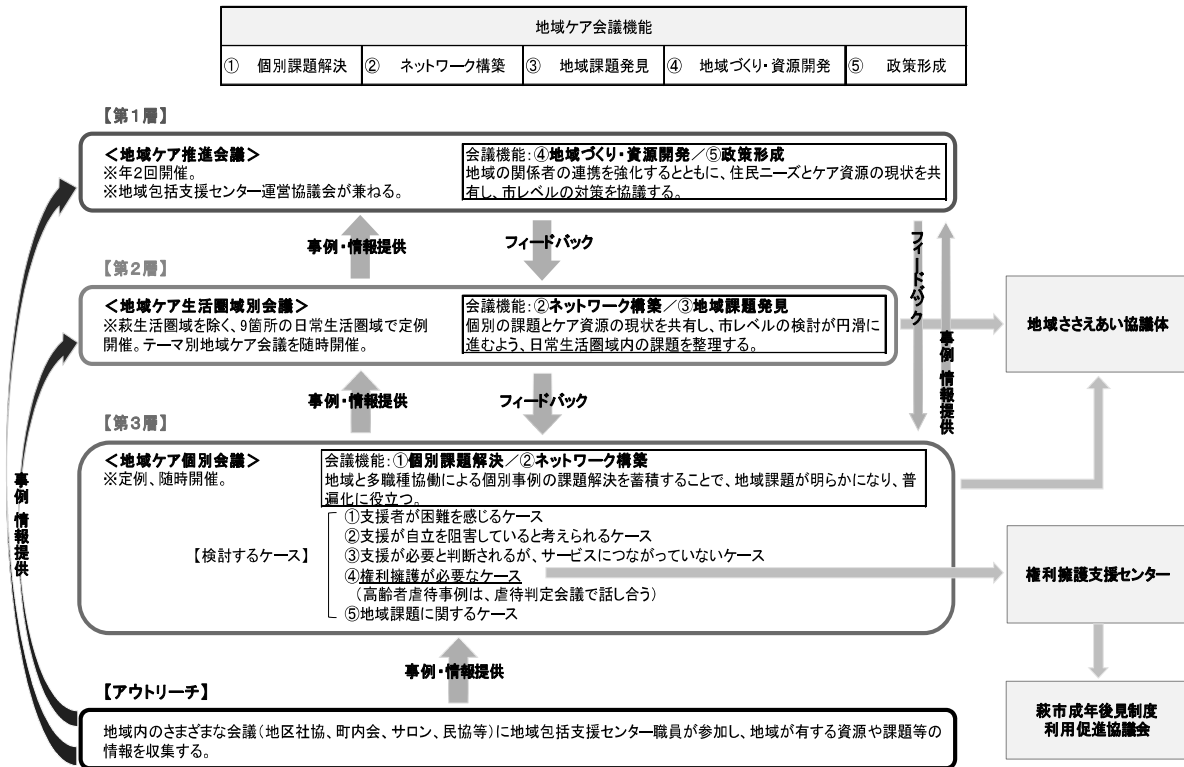 地域ケア会議機能
① 個別課題解決 ② ネットワーク構築 ③ 地域課題発見 ④ 地域づくり・資源開発 ⑤ 政策形成
【第1層】
＜地域ケア推進会議＞
※年2回開催。
※地域包括支援センター運営協議会が兼ねる。
会議機能:④地域づくり・資源開発／⑤政策形成
地域の関係者の連携を強化するとともに、住民ニーズとケア資源の現状を共
有し、市レベルの対策を協議する。
事例・情報提供
フィードバック
フィードバック
事例 情報提供
【第2層】
＜地域ケア生活圏域別会議＞
※萩生活圏域を除く、9箇所の日常生活圏域で定例
開催。テーマ別地域ケア会議を随時開催。
会議機能:②ネットワーク構築／③地域課題発見
個別の課題とケア資源の現状を共有し、市レベルの検討が円滑に
進むよう、日常生活圏域内の課題を整理する。
地域ささえあい協議体
事例・情報提供
フィードバック
【第3層】
＜地域ケア個別会議＞
※定例、随時開催。
会議機能:①個別課題解決／②ネットワーク構築
地域と多職種協働による個別事例の課題解決を蓄積することで、地域課題が明らかになり、普
遍化に役立つ。
【検討するケース】
①支援者が困難を感じるケース
②支援が自立を阻害していると考えられるケース
③支援が必要と判断されるが、サービスにつながっていないケース
④権利擁護が必要なケース
(高齢者虐待事例は、虐待判定会議で話し合う)
⑤地域課題に関するケース
権利擁護支援センター
事例 情報提供
事例・情報提供
【アウトリーチ】
地域内のさまざまな会議(地区社協、町内会、サロン、民協等)に地域包括支援センター職員が参加し、地域が有する資源や課題等の
情報を収集する。
萩市成年後見制度
利用促進協議会